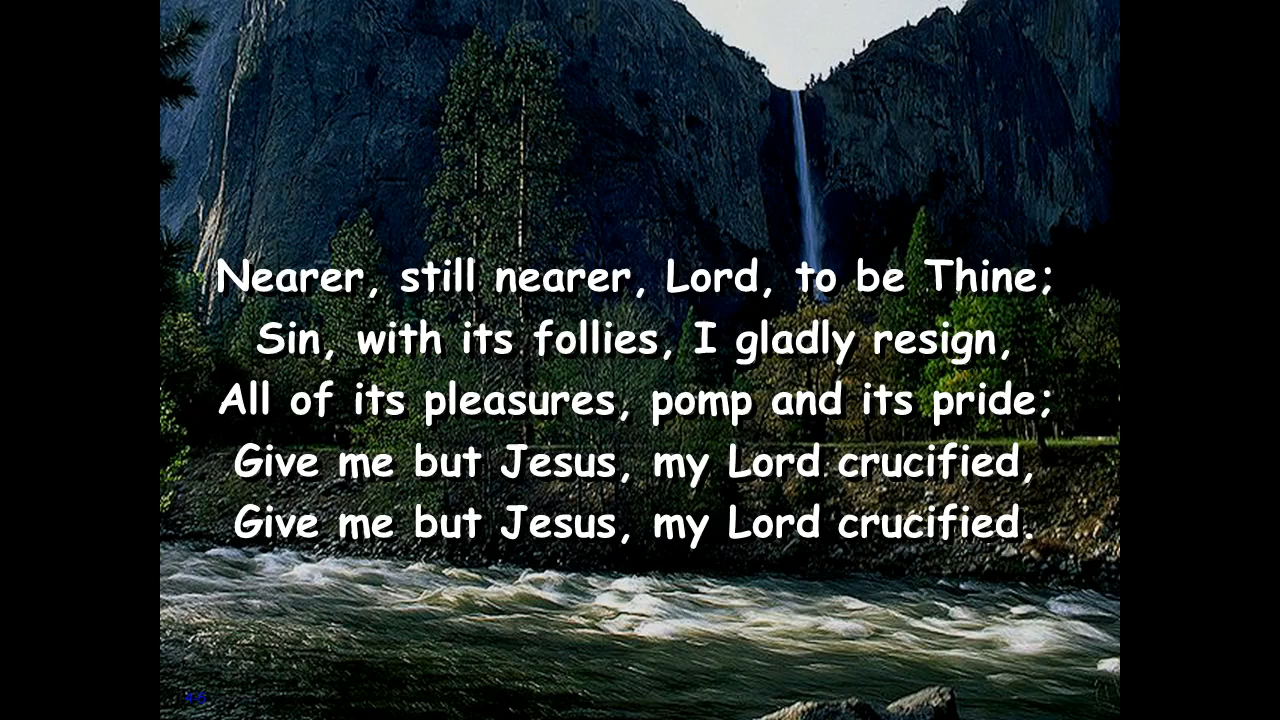 Nearer, still nearer, Lord, to be Thine;
Sin, with its follies, I gladly resign,
All of its pleasures, pomp and its pride;
Give me but Jesus, my Lord crucified,
Give me but Jesus, my Lord crucified.